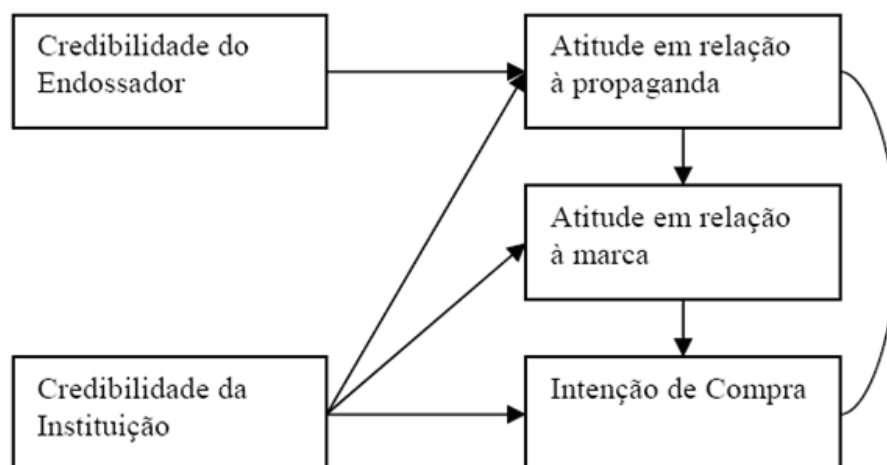 Credibilidade do
Endossador
Atitude em relação
à propaganda
Atitude em relação
à marca
Credibilidade da
Instituição
Intenção de Compra